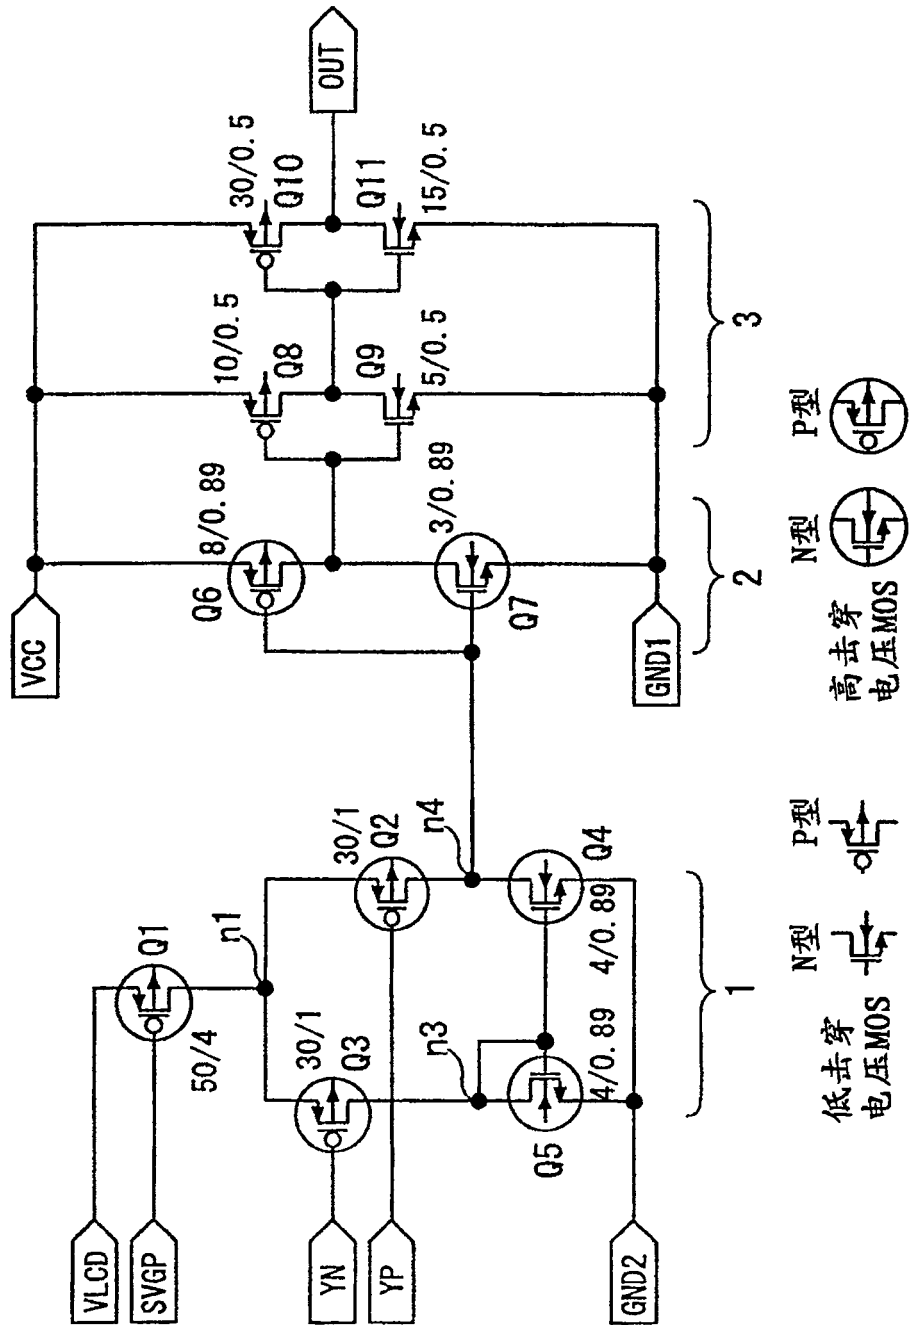 VLCD
SVGP
YN
YP
GND2
Q1
50/4
n1
30/1
Q3
30/1
Q2
n3
n4
Q5
4/0.89
Q4
4/0.89
1
VCC
GND1
Q6
8/0.89
Q7
3/0.89
2
10/0.5
Q8
Q9
5/0.5
30/0.5
Q10
Q11
15/0.5
3
OUT
低击穿
电压MOS
N型
P型
高击穿
电压MOS
N型
P型